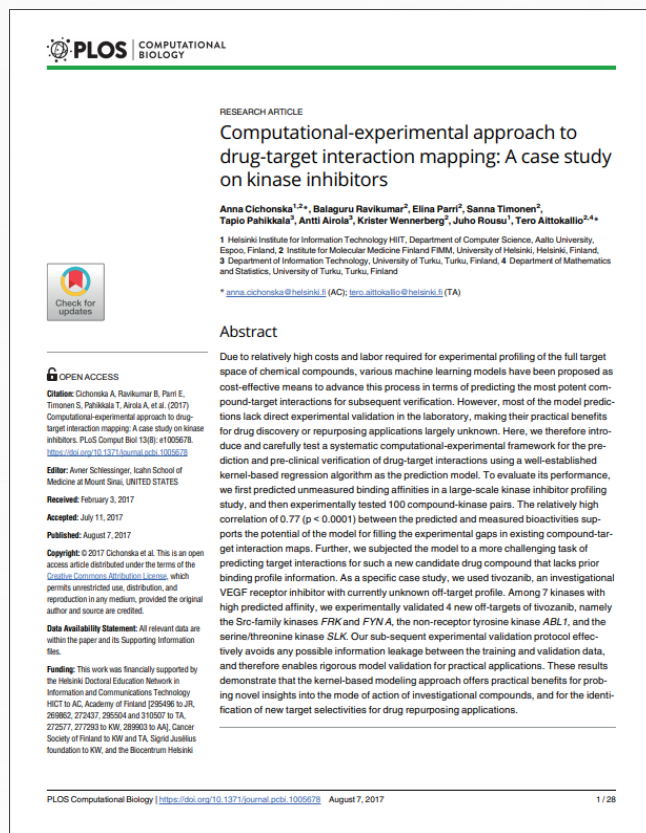 PLOS | COMPUTATIONAL
BIOLOGY
RESEARCH ARTICLE
Computational-experimental approach to
drug-target interaction mapping: A case study
on kinase inhibitors
Anna Cichonska1,2*, Balaguru Ravikumar2, Elina Parri2, Sanna Timonen2,
Tapio Pahikkala3, Antti Airola3, Krister Wennerberg2, Juho Rousu1, Tero Aittokallio2,4*
1 Helsinki Institute for Information Technology HIIT, Department of Computer Science, Aalto University,
Espoo, Finland, 2 Institute for Molecular Medicine Finland FIMM, University of Helsinki, Helsinki, Finland,
3 Department of Information Technology, University of Turku, Turku, Finland, 4 Department of Mathematics
and Statistics, University of Turku, Turku, Finland
* anna.cichonska@helsinki.fi (AC); tero.aittokallio@helsinki.fi (TA)
Check for
updates
Abstract
Due to relatively high costs and labor required for experimental profiling of the full target
space of chemical compounds, various machine learning models have been proposed as
cost-effective means to advance this process in terms of predicting the most potent com-
pound-target interactions for subsequent verification. However, most of the model predic-
tions lack direct experimental validation in the laboratory, making their practical benefits
for drug discovery or repurposing applications largely unknown. Here, we therefore intro-
duce and carefully test a systematic computational-experimental framework for the pre-
diction and pre-clinical verification of drug-target interactions using a well-established
kernel-based regression algorithm as the prediction model. To evaluate its performance,
we first predicted unmeasured binding affinities in a large-scale kinase inhibitor profiling
study, and then experimentally tested 100 compound-kinase pairs. The relatively high
correlation of 0.77 (p < 0.0001) between the predicted and measured bioactivities sup-
ports the potential of the model for filling the experimental gaps in existing compound-tar-
get interaction maps. Further, we subjected the model to a more challenging task of
predicting target interactions for such a new candidate drug compound that lacks prior
binding profile information. As a specific case study, we used tivozanib, an investigational
VEGF receptor inhibitor with currently unknown off-target profile. Among 7 kinases with
high predicted affinity, we experimentally validated 4 new off-targets of tivozanib, namely
the Src-family kinases FRK and FYN A, the non-receptor tyrosine kinase ABL1, and the
serine/threonine kinase SLK. Our sub-sequent experimental validation protocol effec-
tively avoids any possible information leakage between the training and validation data,
and therefore enables rigorous model validation for practical applications. These results
demonstrate that the kernel-based modeling approach offers practical benefits for prob-
ing novel insights into the mode of action of investigational compounds, and for the identi-
fication of new target selectivities for drug repurposing applications.
OPEN ACCESS
Citation: Cichonska A, Ravikumar B, Parri E,
Timonen S, Pahikkala T, Airola A, et al. (2017)
Computational-experimental approach to drug-
target interaction mapping: A case study on kinase
inhibitors. PLoS Comput Biol 13(8): e1005678.
https://doi.org/10.1371/journal.pcbi.1005678
Editor: Avner Schlessinger, Icahn School of
Medicine at Mount Sinai, UNITED STATES
Received: February 3, 2017
Accepted: July 11, 2017
Published: August 7, 2017
Copyright: © 2017 Cichonska et al. This is an open
access article distributed under the terms of the
Creative Commons Attribution License, which
permits unrestricted use, distribution, and
reproduction in any medium, provided the original
author and source are credited.
Data Availability Statement: All relevant data are
within the paper and its Supporting Information
files.
Funding: This work was financially supported by
the Helsinki Doctoral Education Network in
Information and Communications Technology
HICT to AC, Academy of Finland [295496 to JR,
269862, 272437, 295504 and 310507 to TA,
272577, 277293 to KW, 289903 to AA], Cancer
Society of Finland to KW and TA, Sigrid Jusélius
foundation to KW, and the Biocentrum Helsinki
PLOS Computational Biology | https://doi.org/10.1371/journal.pcbi.1005678 August 7, 2017 1 / 28